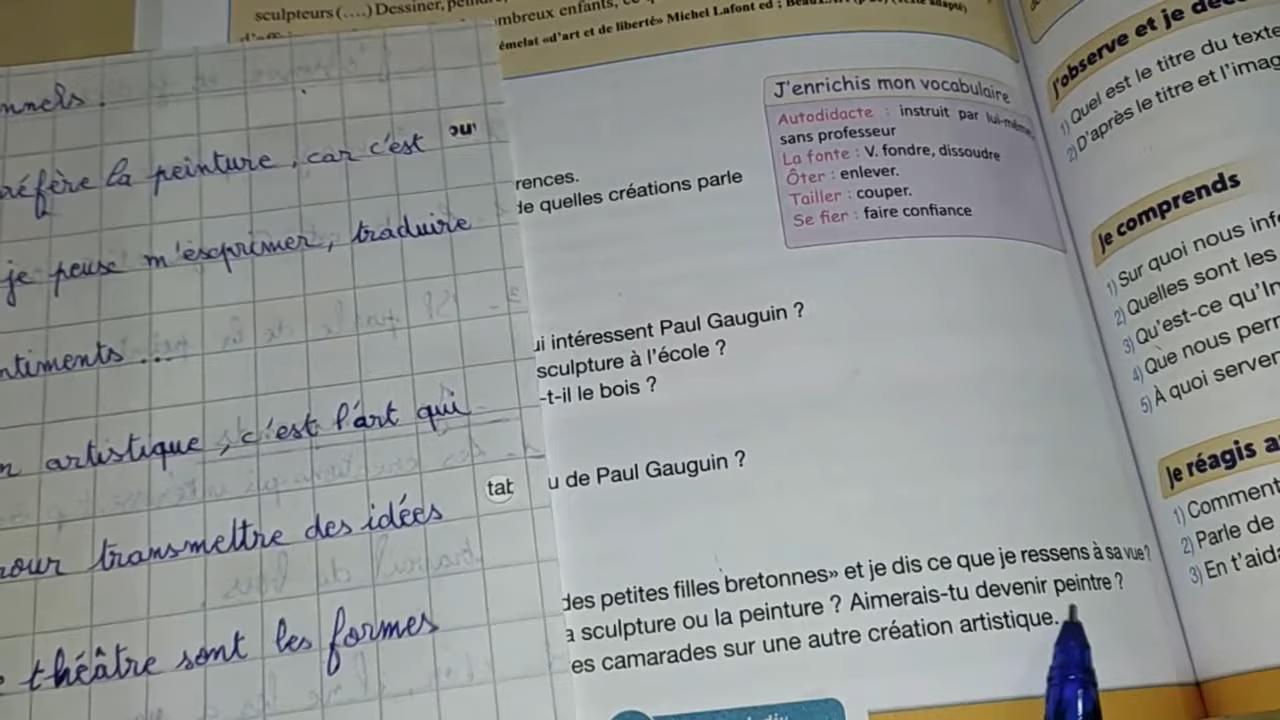 sculpteurs (....) Dessiner,
mbreux enfants,
émelat «d'art et de liberté» Michel Lafont ed ;
nnels.
réfère la peinture, car c'est
je peux m'exprimer, traduire
ntiments ...
n artistique, c'est l'art qui
pour transmettre des idées
théâtre sont les formes
ou
tat
J'enrichis mon vocabulaire
Autodidacte : instruit par lui-même,
sans professeur
La fonte : V. fondre, dissoudre
Ôter : enlever.
Tailler : couper.
Se fier : faire confiance
rences.
de quelles créations parle
ui intéressent Paul Gauguin ?
sculpture à l'école ?
-t-il le bois ?
u de Paul Gauguin ?
des petites filles bretonnes» et je dis ce que je ressens à sa vue?
a sculpture ou la peinture ? Aimerais-tu devenir peintre ?
es camarades sur une autre création artistique.
J'observe et je
1) Quel est le titre du texte
2) D'après le titre et l'imag
Je comprends
1) Sur quoi nous inf
2) Quelles sont les
3) Qu'est-ce qu'In
4) Que nous perr
5) À quoi serven
Je réagis a
1) Comment
2) Parle de
3) En t'aid